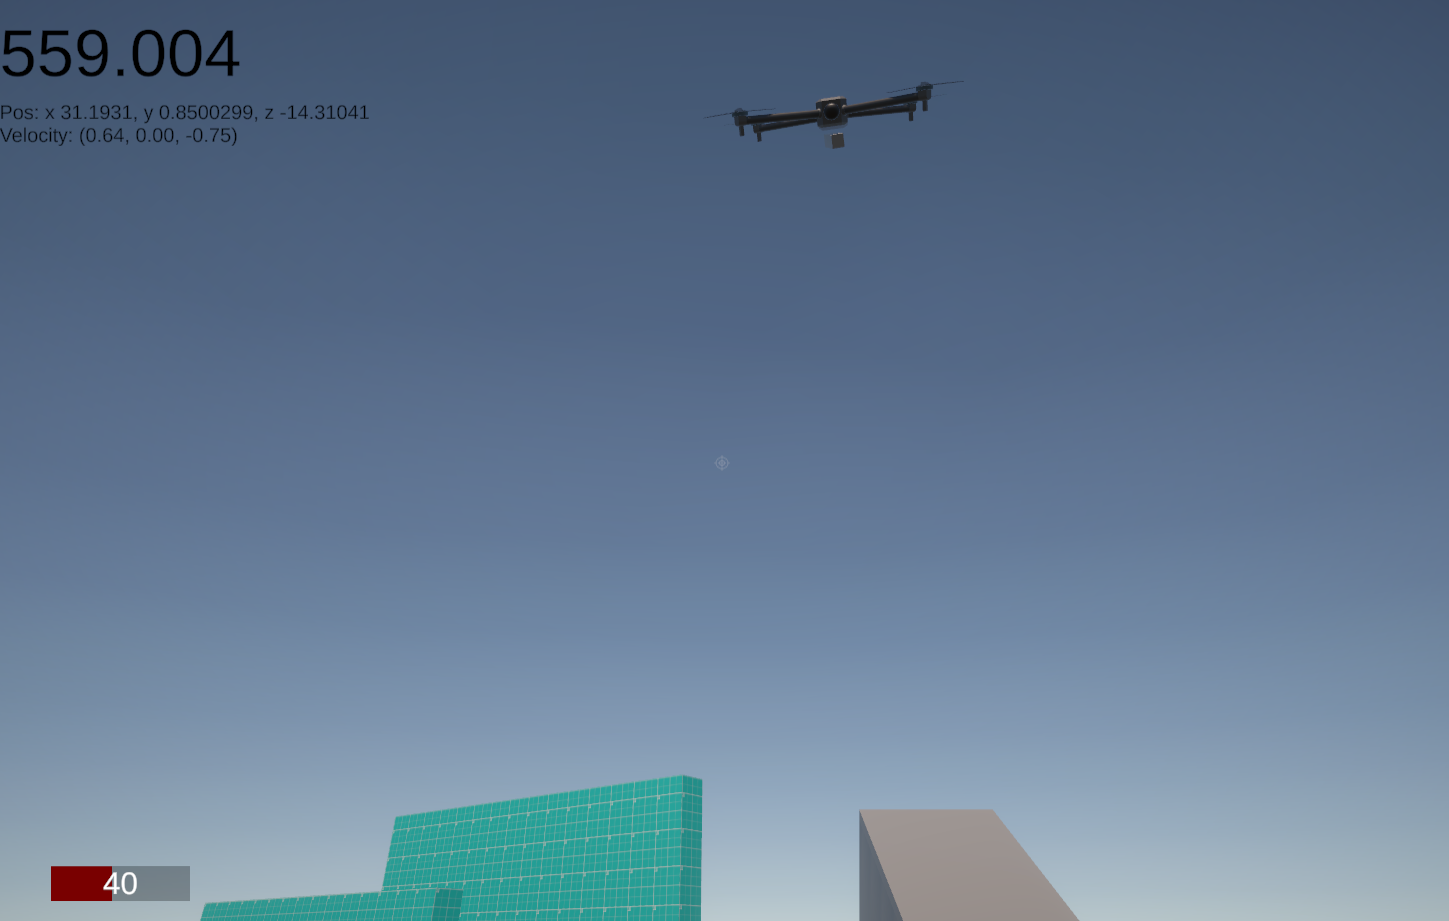 559.004
Pos: x 31.1931, y 0.8500299, z -14.31041
Velocity: (0.64, 0.00, -0.75)
40